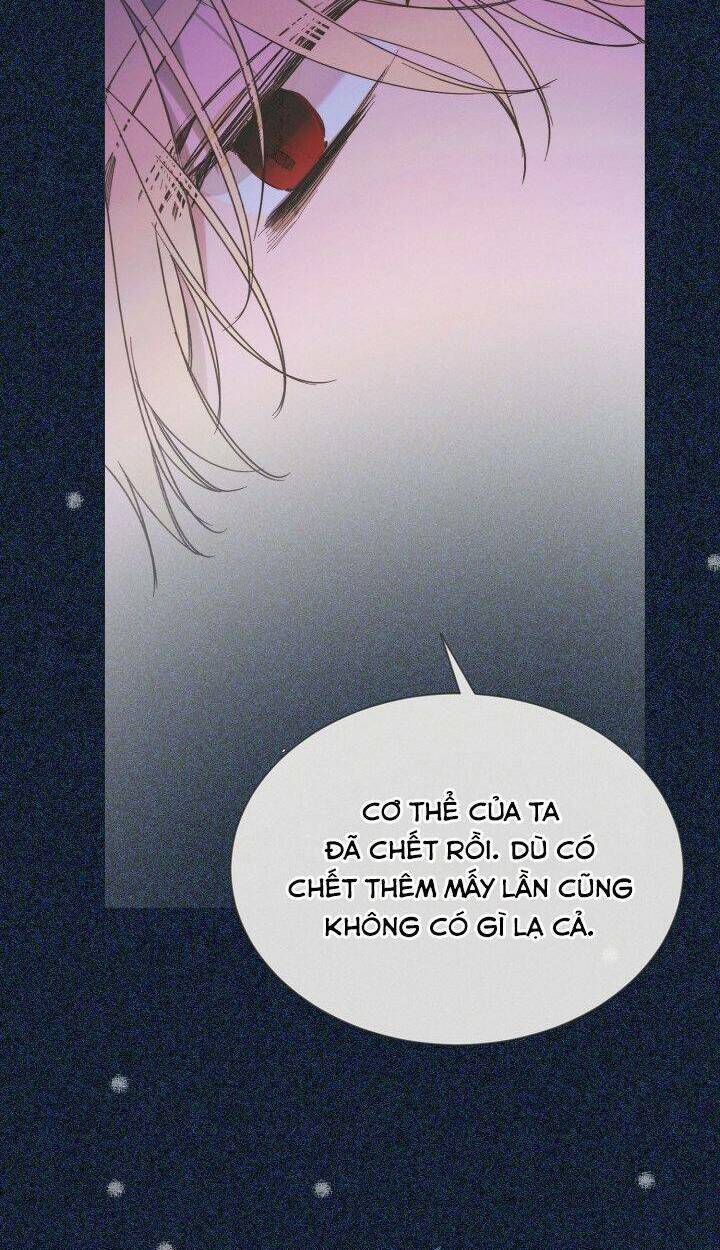 CƠ THỂ CỦA TA
ĐÃ CHẾT RỒI. DÙ CÓ
CHẾT THÊM MẤY LẦN CŨNG
KHÔNG CÓ GÌ LẠ CẢ.